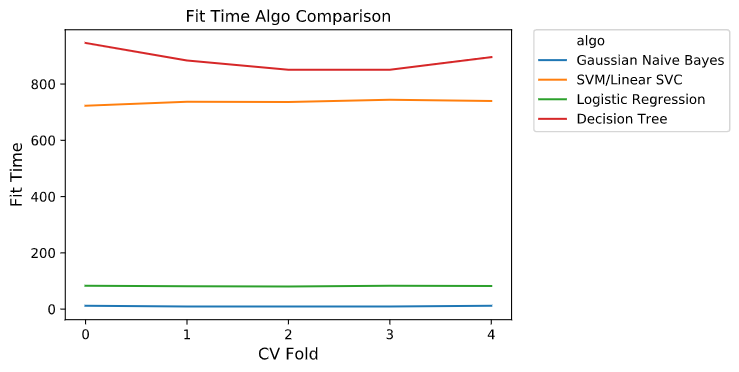 Fit Time Algo Comparison
algo
Gaussian Naive Bayes
SVM/Linear SVC
Logistic Regression
Decision Tree
Fit Time
800
600
400
200
0
0 1 2 3 4
CV Fold